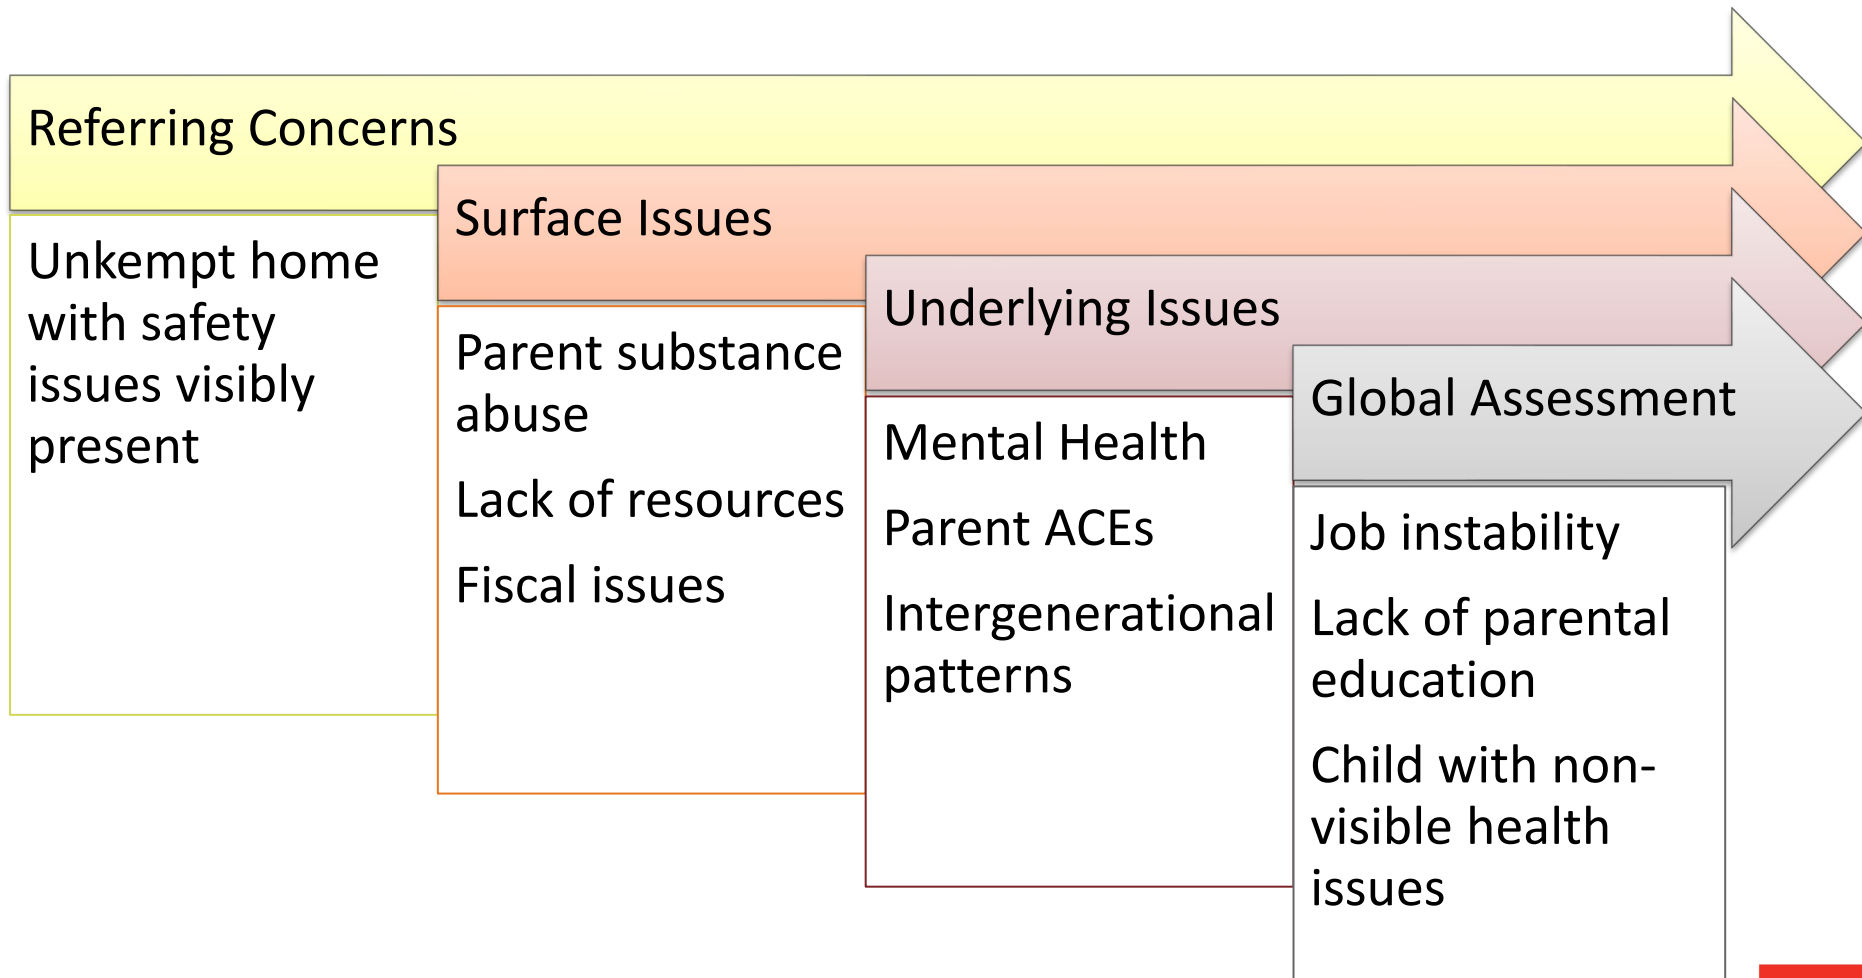 Referring Concerns
Unkempt home
with safety
issues visibly
present
Surface Issues
Parent substance
abuse
Lack of resources
Fiscal issues
Underlying Issues
Mental Health
Parent ACEs
Intergenerational
patterns
Global Assessment
Job instability
Lack of parental
education
Child with non-
visible health
issues